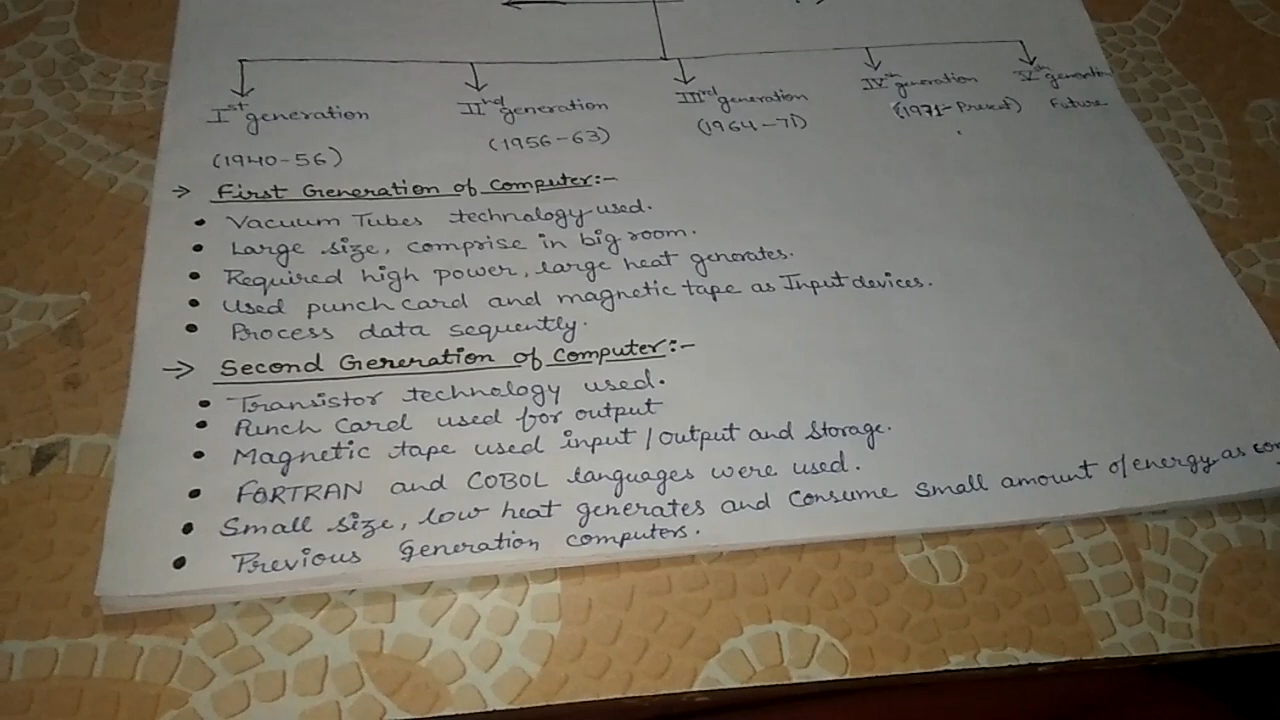 Ist generation IInd generation IIIrd generation IVth generation Vth
(1940-56) (1956-63) (1964-71) (1971-Present) Future
→ First Generation of Computer:-
• Vacuum Tubes technology used.
• Large size, comprise in big room.
• Required high power, large heat generates.
• Used punch card and magnetic tape as Input devices.
• Process data sequently.
→ Second Generation of Computer:-
• Transistor technology used.
• Punch Card used for output
• Magnetic tape used input/output and storage.
• FORTRAN and COBOL languages were used.
• Small size, low heat generates and Consume small amount of energy as
• Previous generation computers.